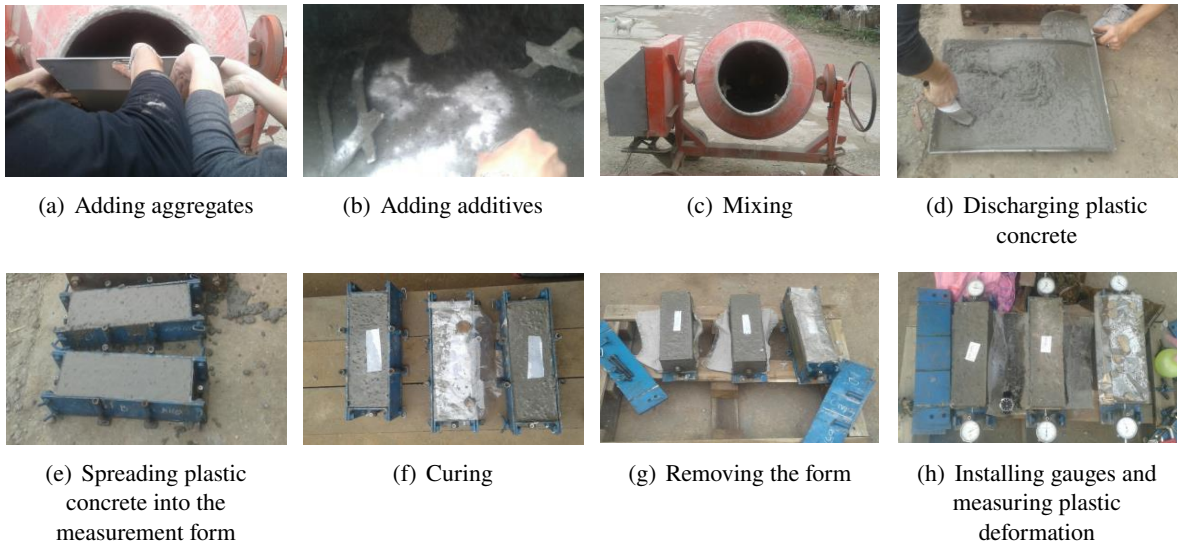 (a) Adding aggregates
(b) Adding additives
(c) Mixing
(d) Discharging plastic
concrete
(e) Spreading plastic
concrete into the
measurement form
(f) Curing
(g) Removing the form
(h) Installing gauges and
measuring plastic
deformation